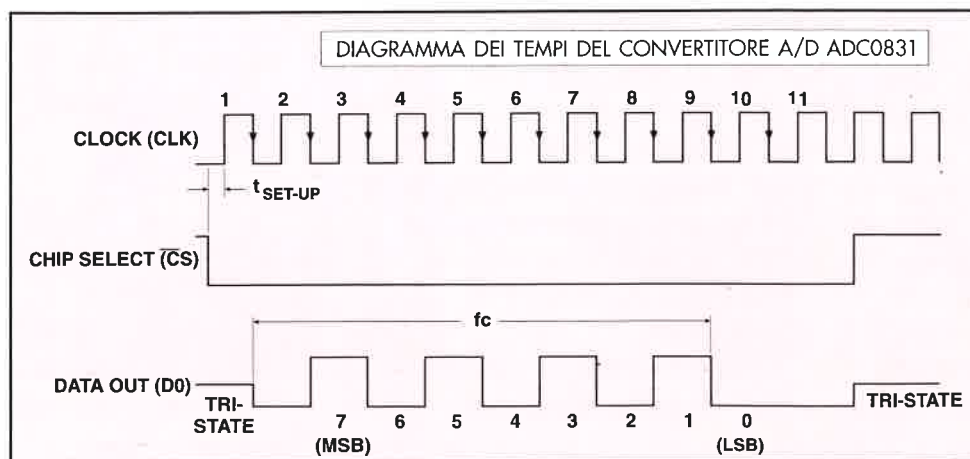 DIAGRAMMA DEI TEMPI DEL CONVERTITORE A/D ADC0831
1 2 3 4 5 6 7 8 9 10 11
CLOCK (CLK)
t SET-UP
CHIP SELECT (C̅S̅)
fc
DATA OUT (D0)
TRI-
STATE
TRI-STATE
7 6 5 4 3 2 1 0
(MSB) (LSB)